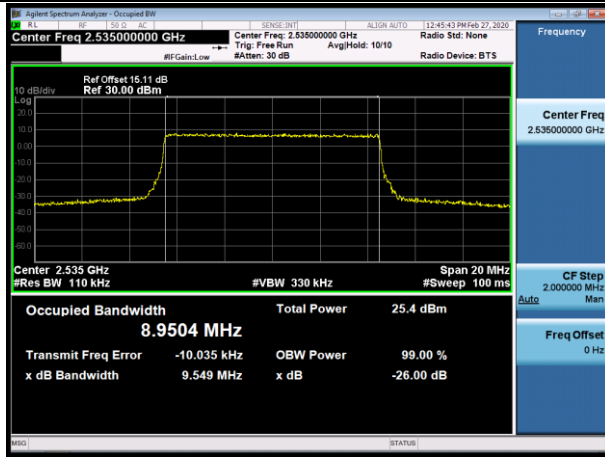 Agilent Spectrum Analyzer - Occupied BW
RL RF 50 Ω AC SENSE:INT ALIGN AUTO 12:45:43 PM Feb 27, 2020
Center Freq 2.535000000 GHz
Center Freq: 2.535000000 GHz Radio Std: None
Trig: Free Run Avg|Hold: 10/10
#IFGain:Low #Atten: 30 dB Radio Device: BTS
Ref Offset 15.11 dB
10 dB/div Ref 30.00 dBm
Log
20.0
10.0
0.00
-10.0
-20.0
-30.0
-40.0
-50.0
-60.0
Center 2.535 GHz Span 20 MHz
#Res BW 110 kHz #VBW 330 kHz #Sweep 100 ms
Occupied Bandwidth Total Power 25.4 dBm
8.9504 MHz
Transmit Freq Error -10.035 kHz OBW Power 99.00 %
x dB Bandwidth 9.549 MHz x dB -26.00 dB
MSG STATUS
Frequency
Center Freq
2.535000000 GHz
CF Step
2.000000 MHz
Auto Man
Freq Offset
0 Hz